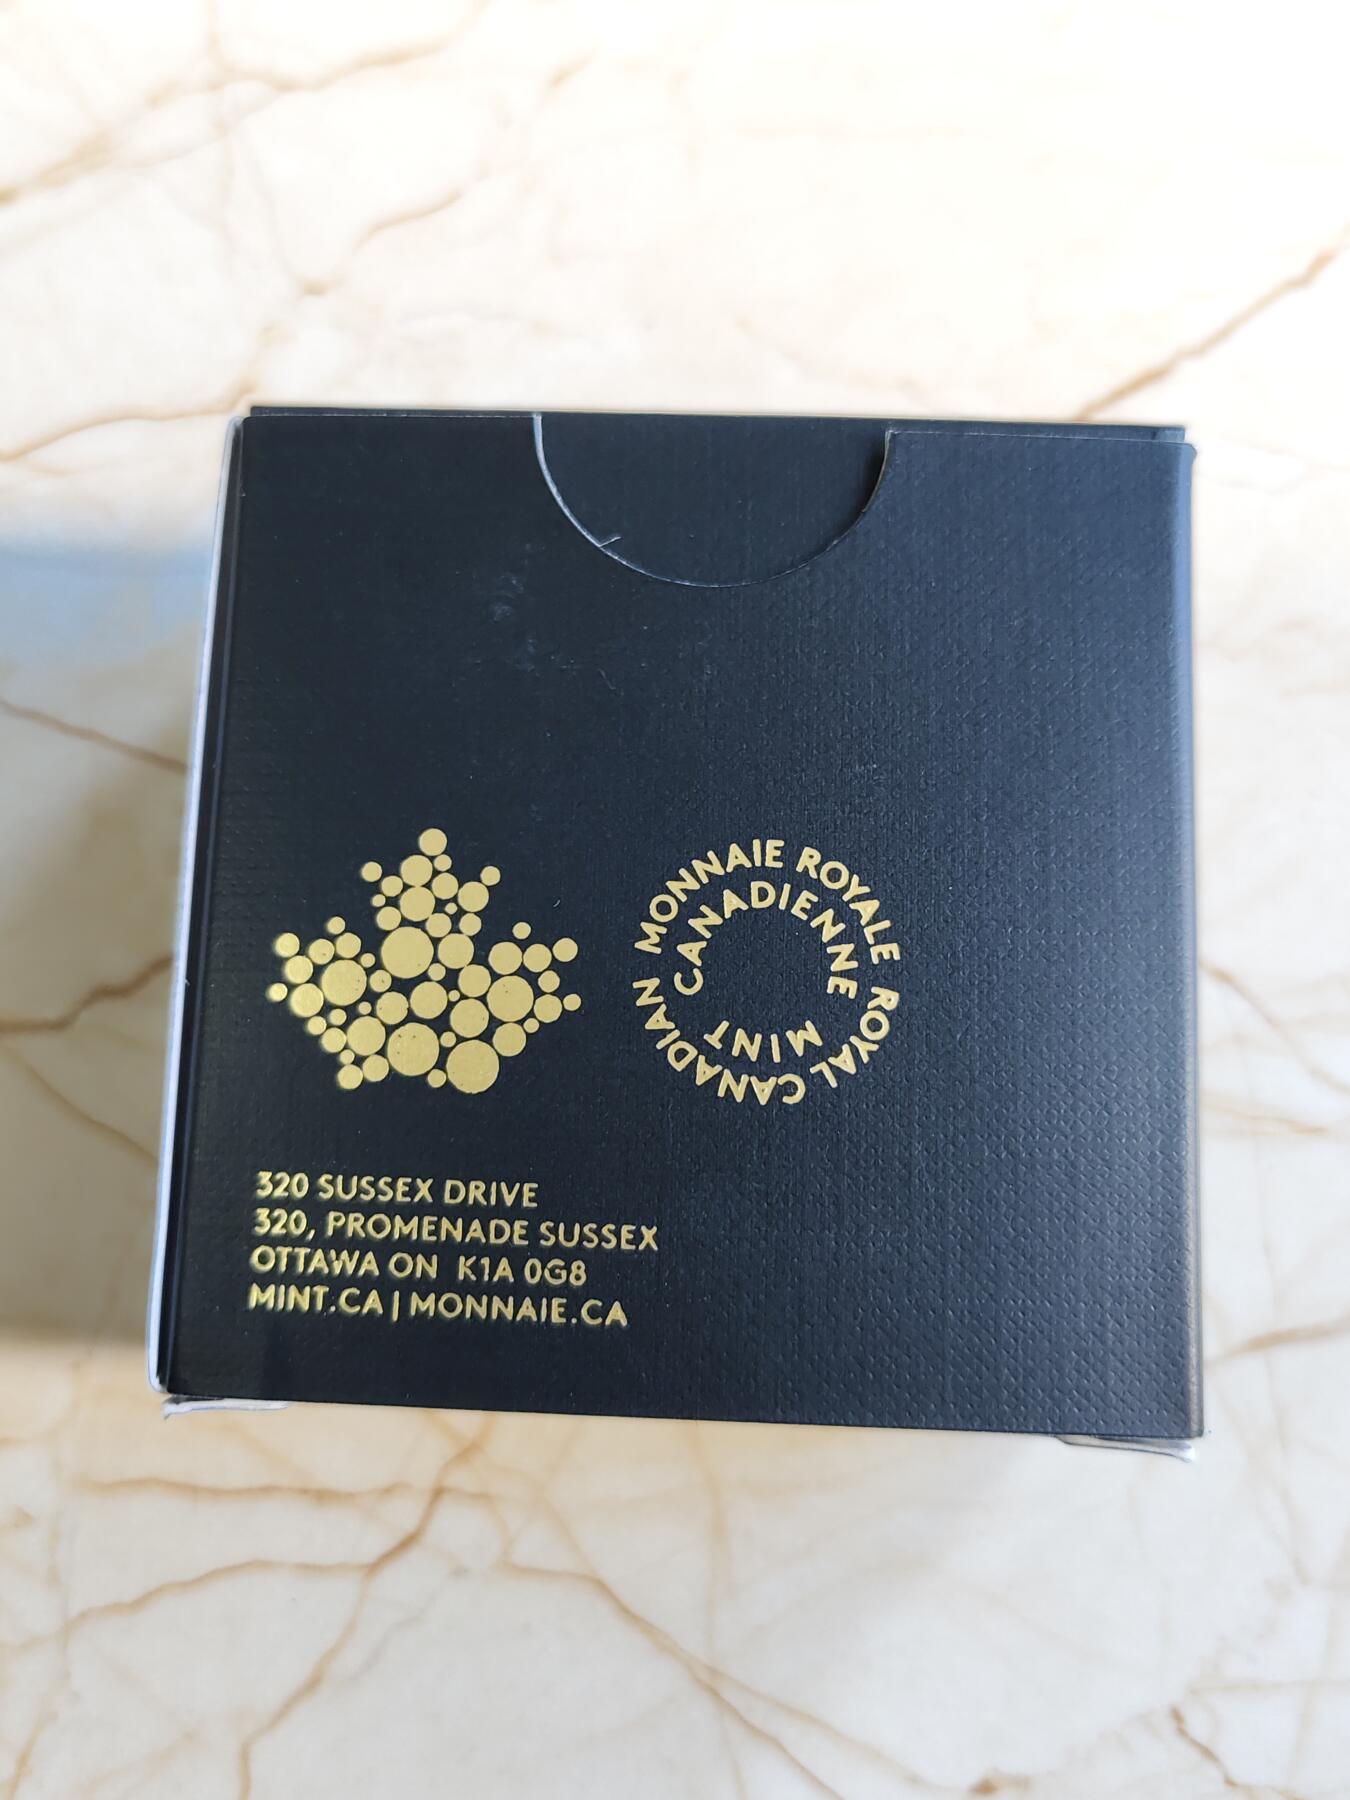 MONNAIE ROYALE
CANADIENNE
ROYAL CANADIAN
MINT
320 SUSSEX DRIVE
320, PROMENADE SUSSEX
OTTAWA ON K1A 0G8
MINT.CA | MONNAIE.CA